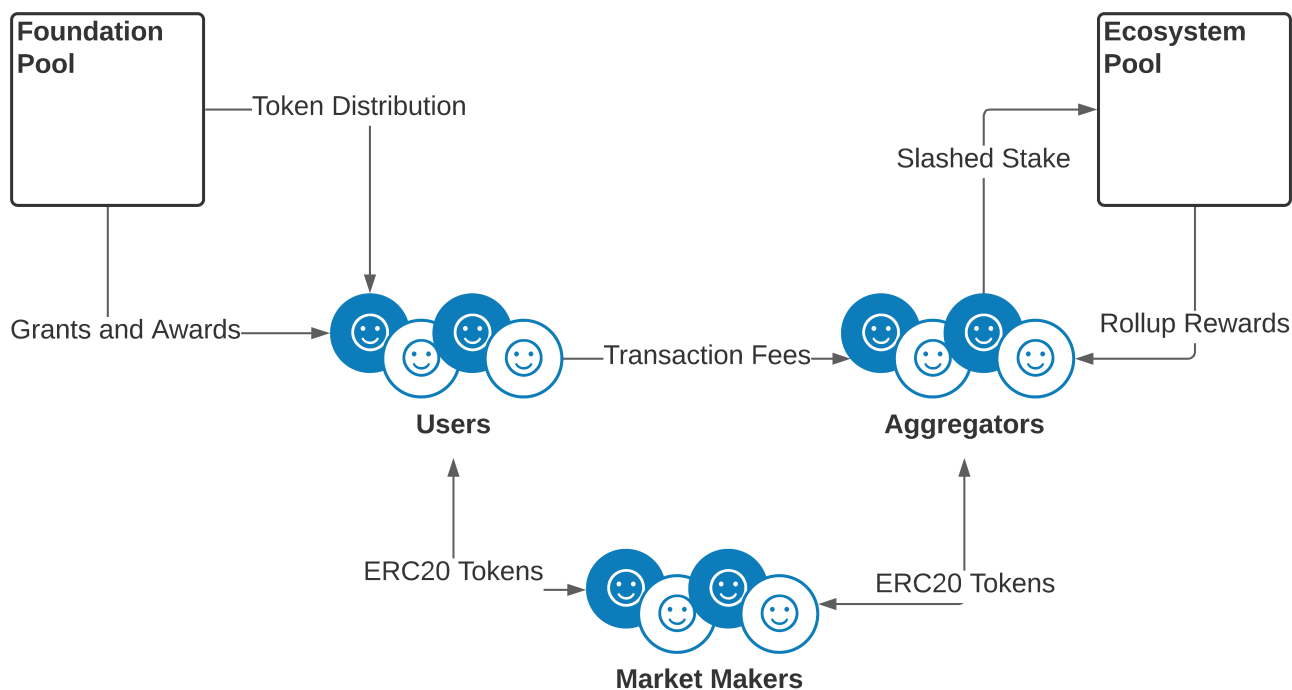 Foundation
Pool
Ecosystem
Pool
Token Distribution
Slashed Stake
Grants and Awards
Rollup Rewards
Transaction Fees
Users
Aggregators
ERC20 Tokens
ERC20 Tokens
Market Makers